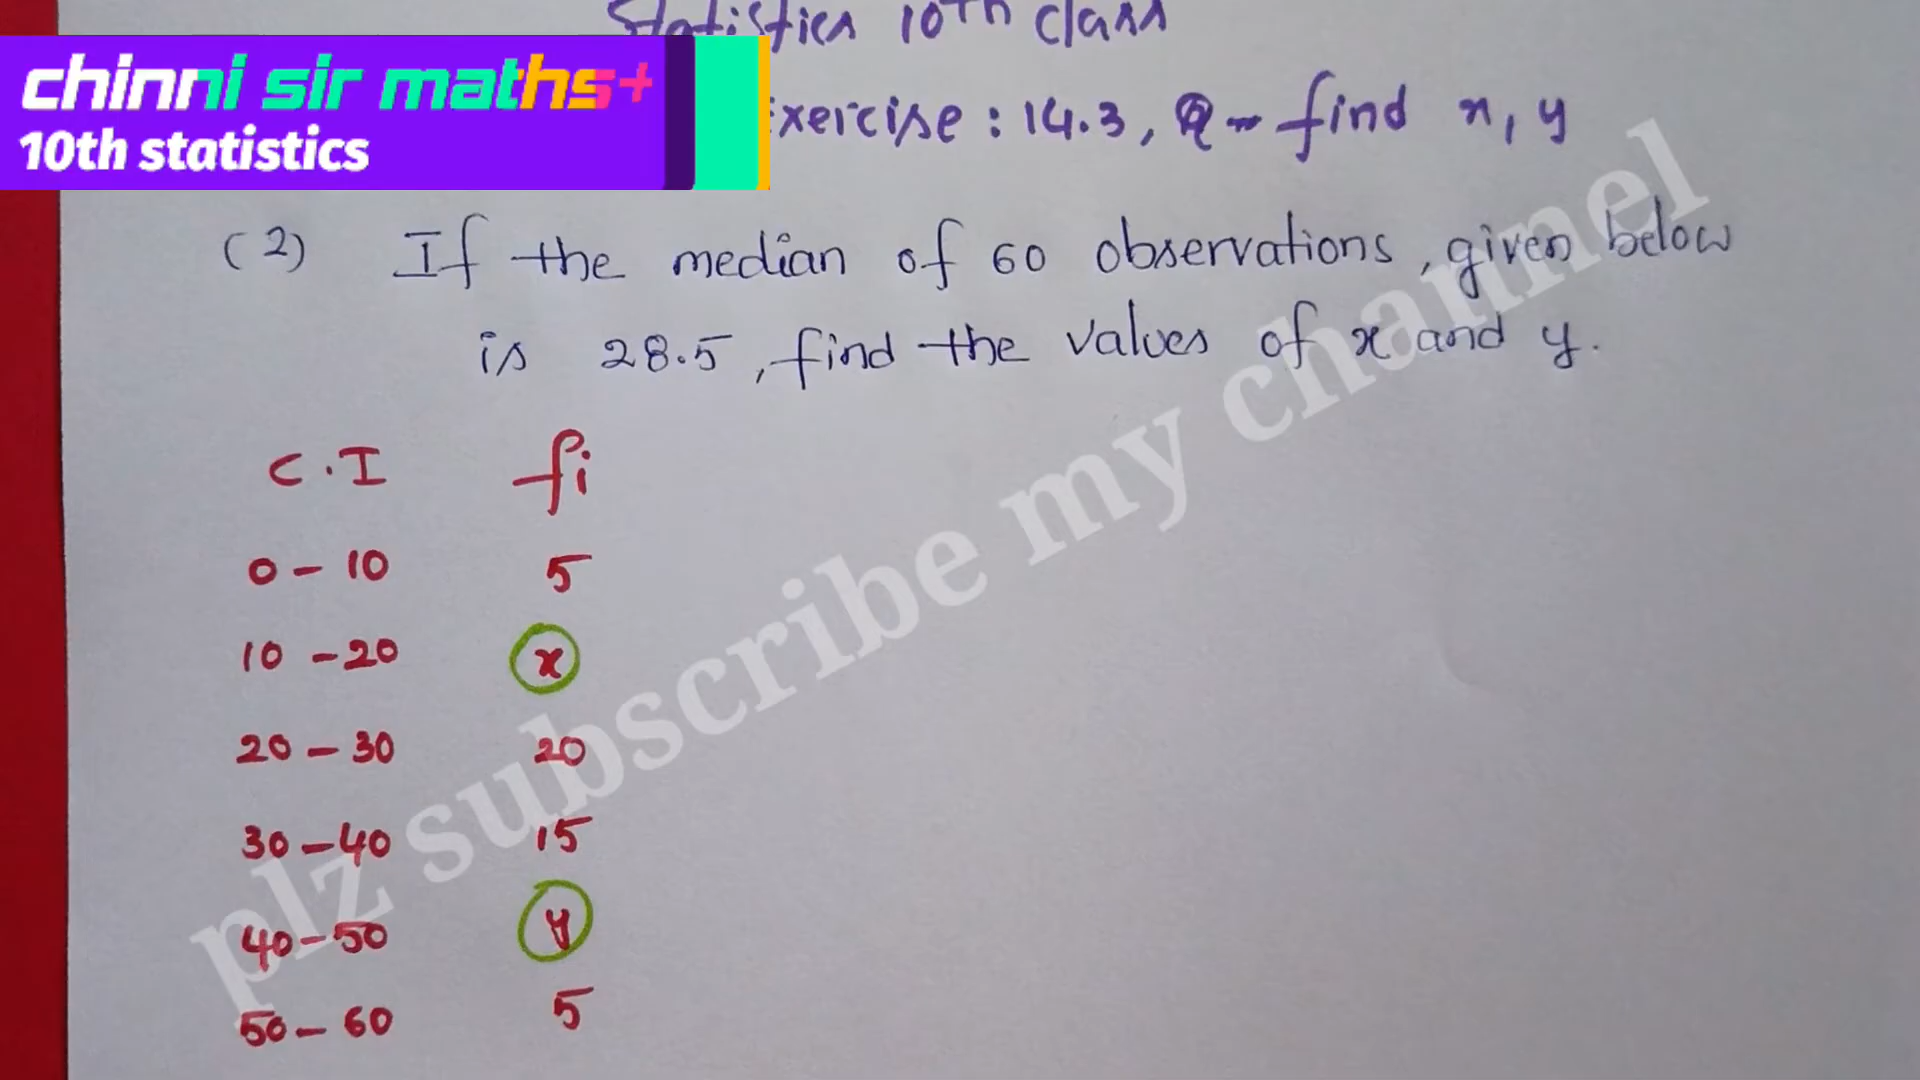 Statistics 10th class
chinni sir maths+
10th statistics
Exercise : 14.3, Q - find x, y
(2) If the median of 60 observations, given below
is 28.5, find the values of x and y.
C.I fi
0 - 10 5
10 - 20 x
20 - 30 20
30 - 40 15
40 - 50 y
50 - 60 5
plz subscribe my channel